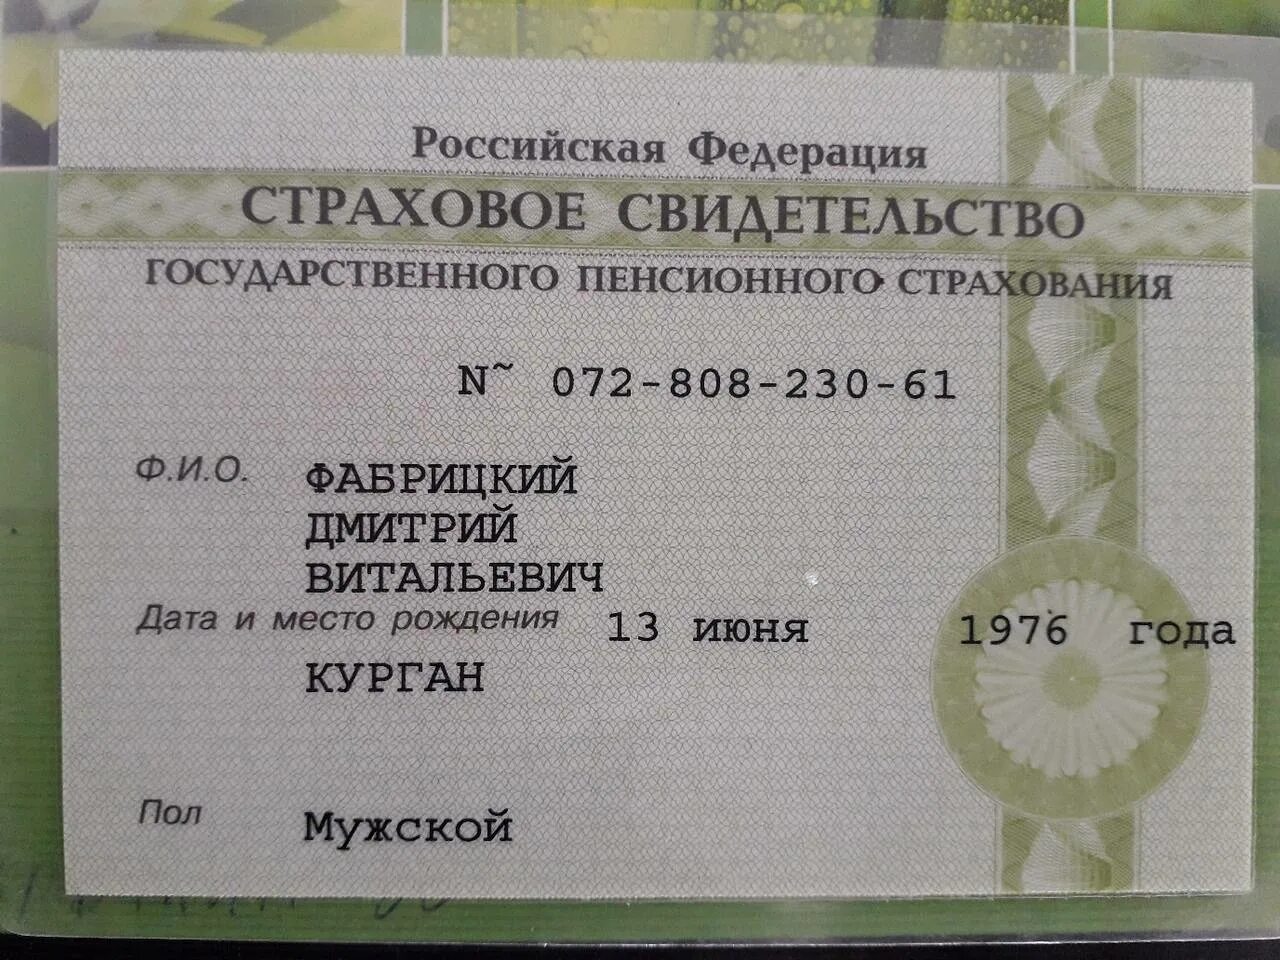 Российская Федерация
СТРАХОВОЕ СВИДЕТЕЛЬСТВО
ГОСУДАРСТВЕННОГО ПЕНСИОННОГО СТРАХОВАНИЯ
N~ 072-808-230-61
Ф.И.О. ФАБРИЦКИЙ
ДМИТРИЙ
ВИТАЛЬЕВИЧ
Дата и место рождения 13 июня 1976 года
КУРГАН
Пол Мужской